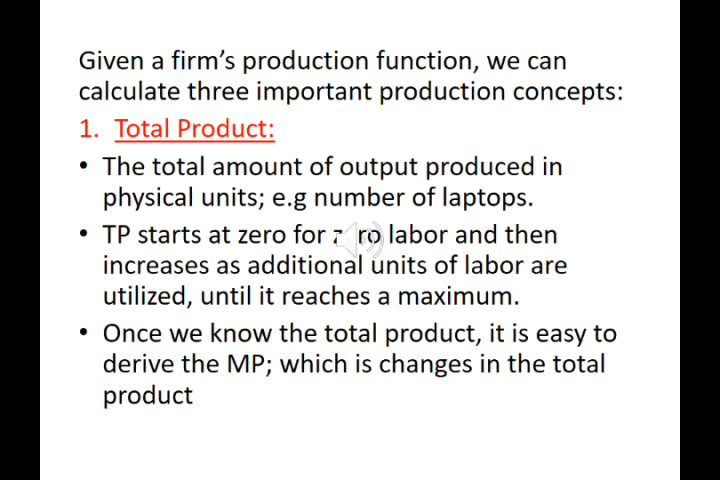 Given a firm's production function, we can
calculate three important production concepts:
1. Total Product:
• The total amount of output produced in
physical units; e.g number of laptops.
• TP starts at zero for zero labor and then
increases as additional units of labor are
utilized, until it reaches a maximum.
• Once we know the total product, it is easy to
derive the MP; which is changes in the total
product